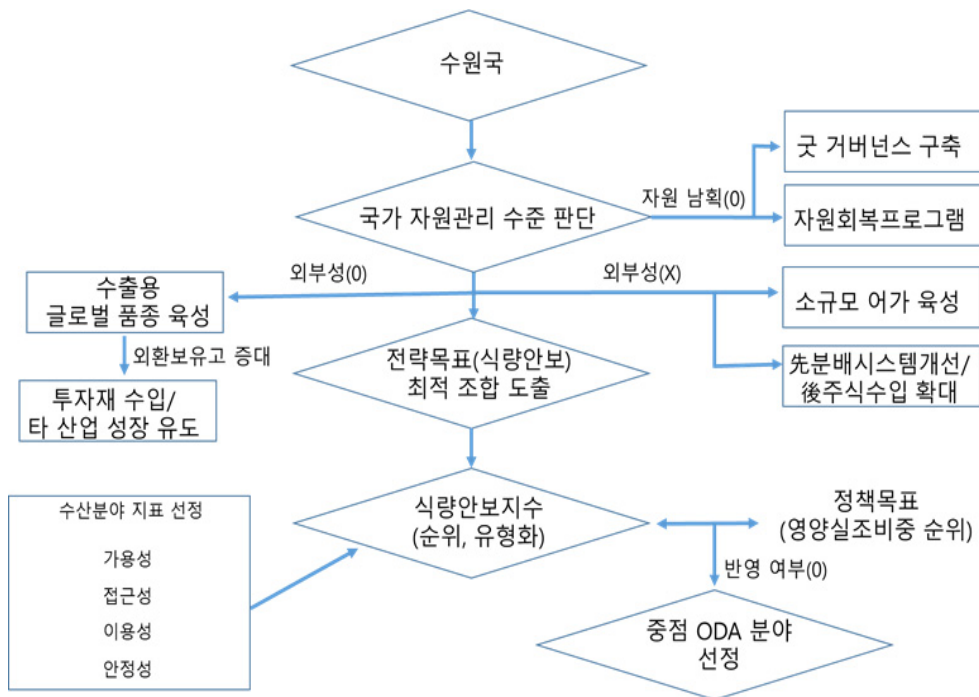 수원국
굿 거버넌스 구축
자원 남획(0)
국가 자원관리 수준 판단
자원회복프로그램
외부성(0)
외부성(X)
수출용
글로벌 품종 육성
소규모 어가 육성
외환보유고 증대
전략목표(식량안보)
최적 조합 도출
先분배시스템개선/
後주식수입 확대
투자재 수입/
타 산업 성장 유도
수산분야 지표 선정
가용성
접근성
이용성
안정성
식량안보지수
(순위, 유형화)
정책목표
(영양실조비중 순위)
반영 여부(0)
중점 ODA 분야
선정